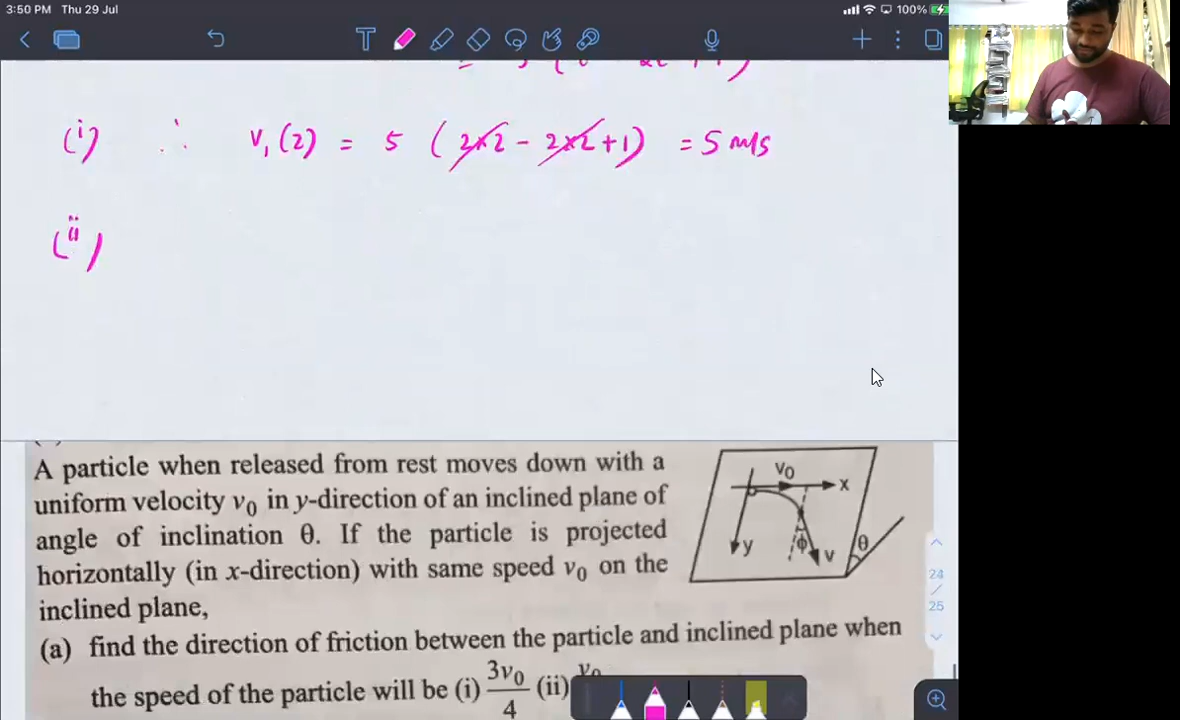 3:50 PM Thu 29 Jul
100%
(i) ∴ v₁(2) = 5 (2×2 - 2×2 + 1) = 5 m/s
(ii)
A particle when released from rest moves down with a
uniform velocity v₀ in y-direction of an inclined plane of
angle of inclination θ. If the particle is projected
horizontally (in x-direction) with same speed v₀ on the
inclined plane,
v₀
x
y
ϕ
v
θ
(a) find the direction of friction between the particle and inclined plane when
the speed of the particle will be (i) 3v₀/4 (ii) v₀
24
/
25
T